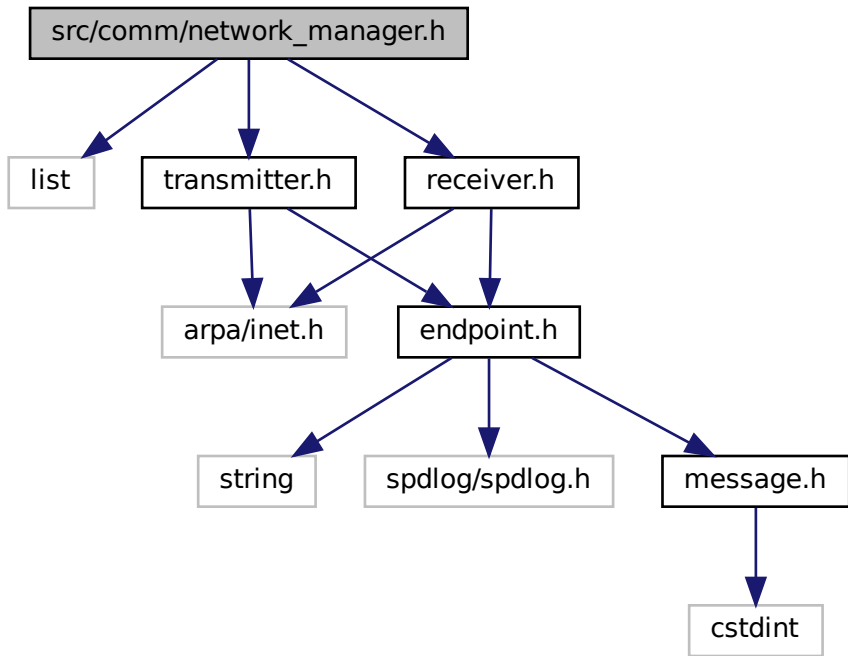 src/comm/network_manager.h
list
transmitter.h
receiver.h
arpa/inet.h
endpoint.h
string
spdlog/spdlog.h
message.h
cstdint